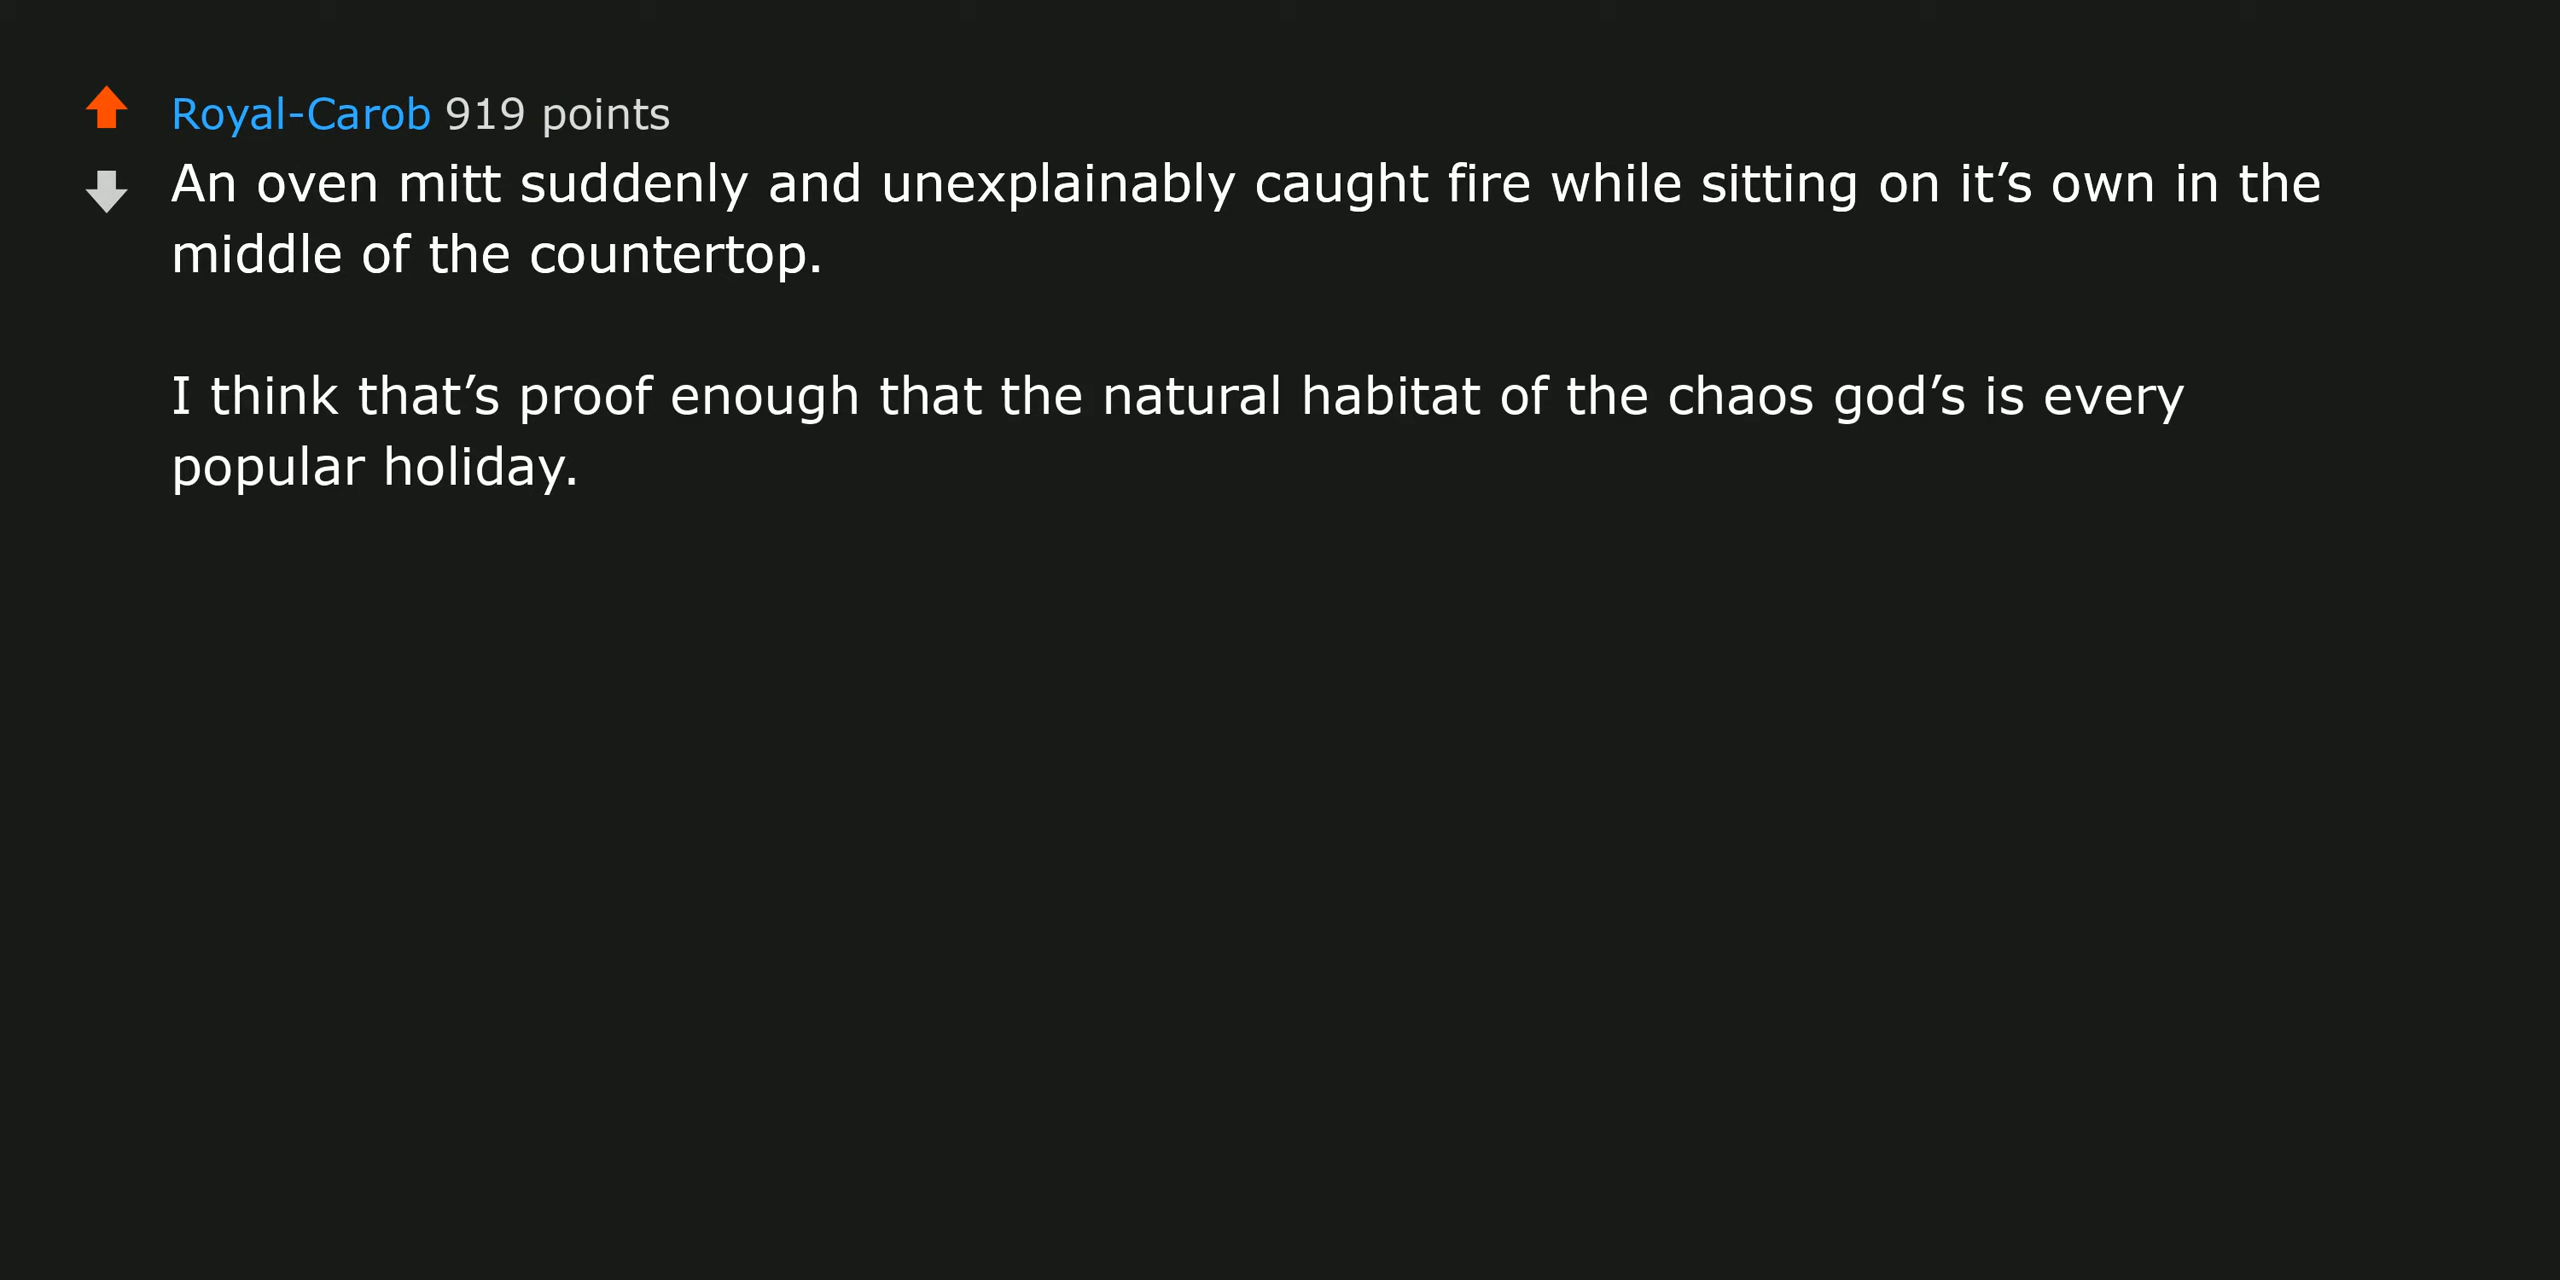 Royal-Carob 919 points
An oven mitt suddenly and unexplainably caught fire while sitting on it’s own in the
middle of the countertop.
I think that’s proof enough that the natural habitat of the chaos god’s is every
popular holiday.